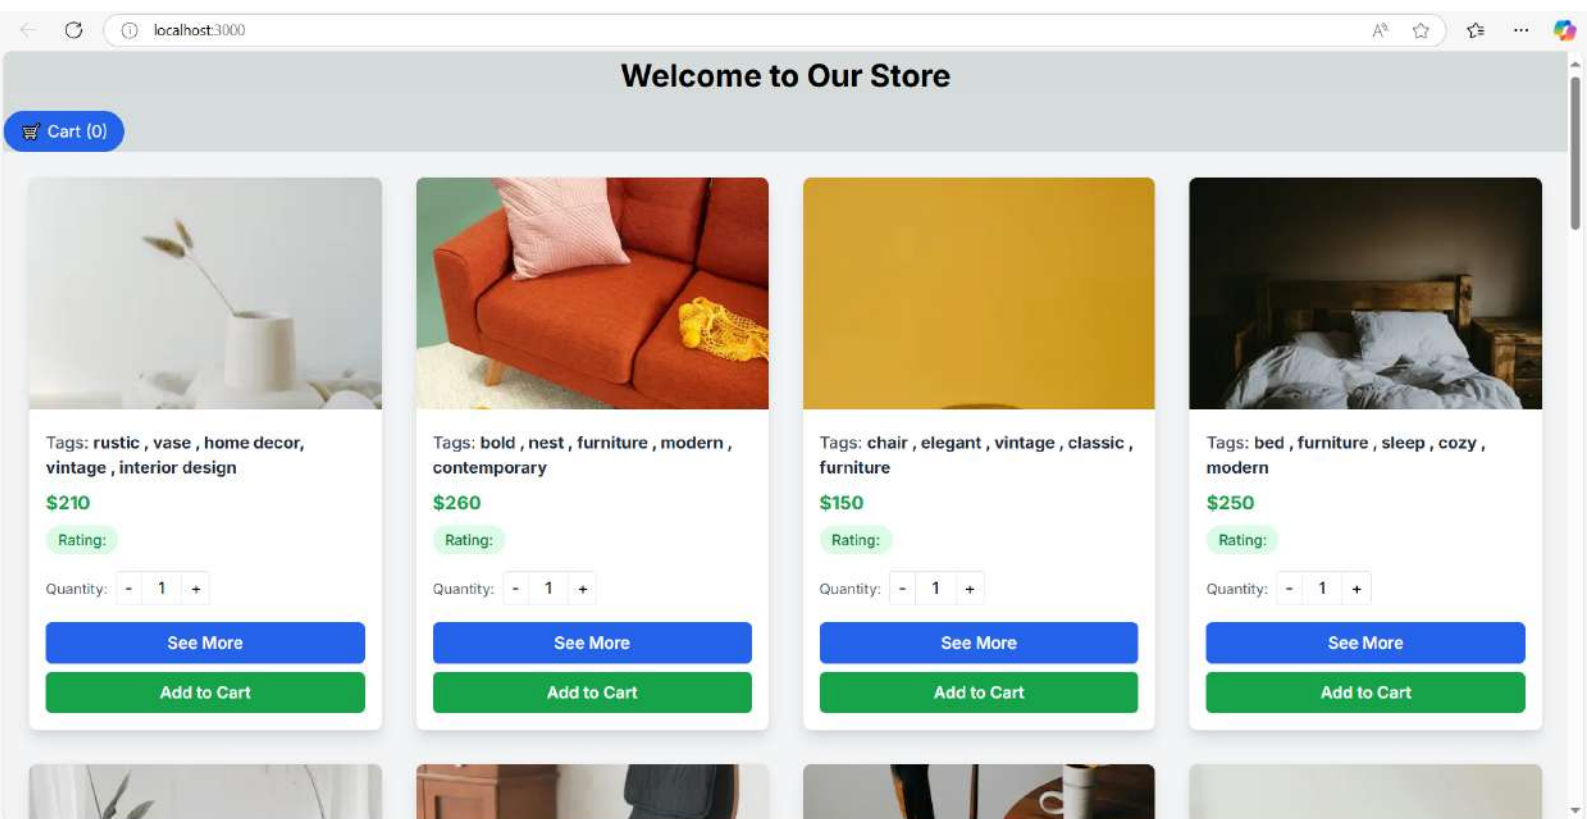 localhost:3000
Welcome to Our Store
Cart (0)
Tags: rustic , vase , home decor,
vintage , interior design
$210
Rating:
Quantity: - 1 +
See More
Add to Cart
Tags: bold , nest , furniture , modern ,
contemporary
$260
Rating:
Quantity: - 1 +
See More
Add to Cart
Tags: chair , elegant , vintage , classic ,
furniture
$150
Rating:
Quantity: - 1 +
See More
Add to Cart
Tags: bed , furniture , sleep , cozy ,
modern
$250
Rating:
Quantity: - 1 +
See More
Add to Cart